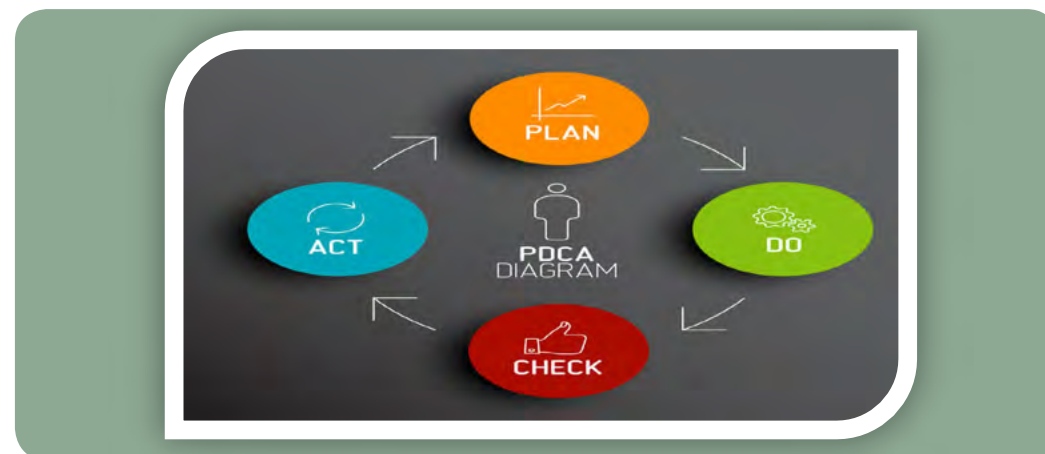 PLAN
DO
CHECK
ACT
PDCA
DIAGRAM